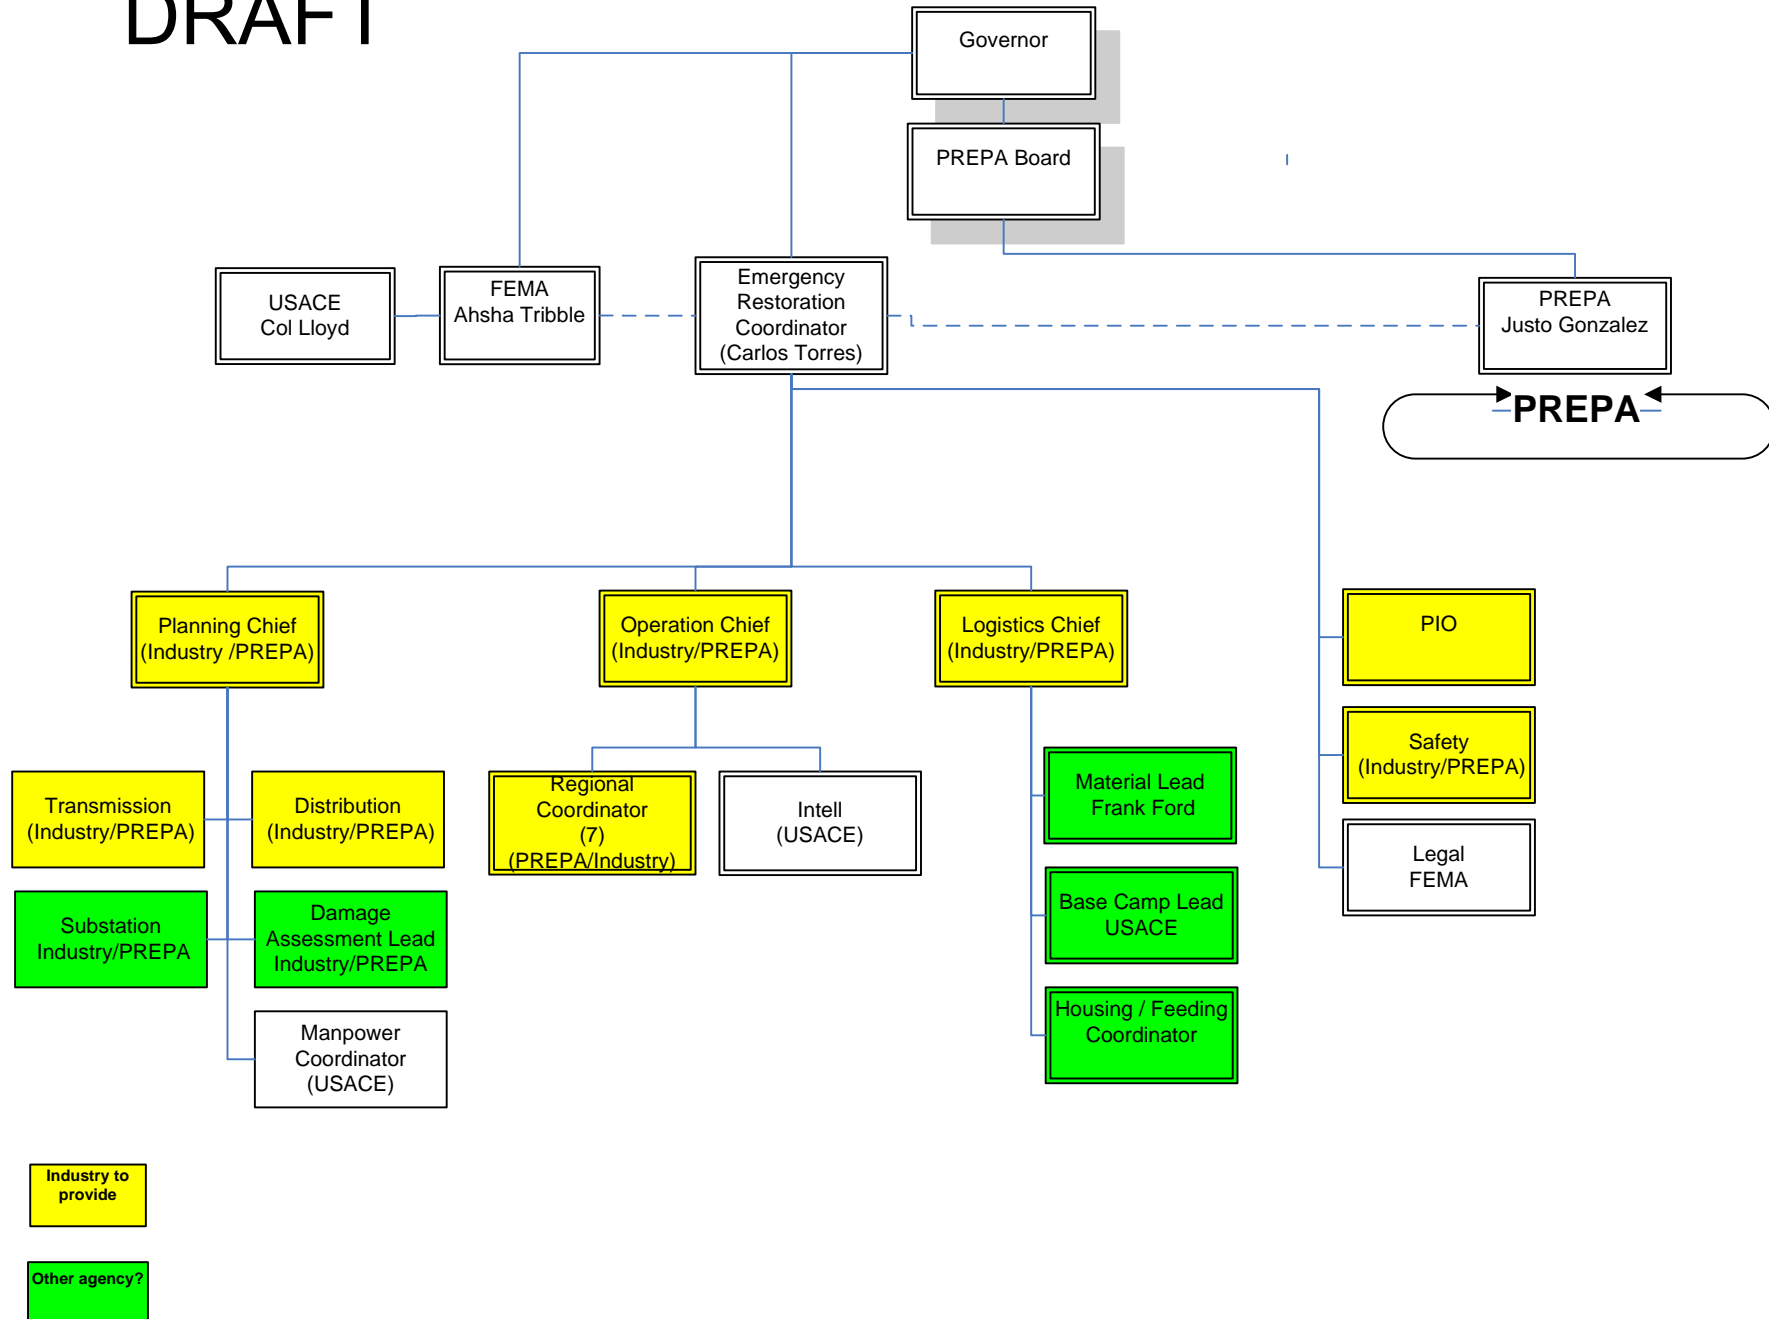 DRAFT
Governor
PREPA Board
USACE
Col Lloyd
FEMA
Ahsha Tribble
Emergency
Restoration
Coordinator
(Carlos Torres)
PREPA
Justo Gonzalez
PREPA
Planning Chief
(Industry /PREPA)
Operation Chief
(Industry/PREPA)
Logistics Chief
(Industry/PREPA)
PIO
Safety
(Industry/PREPA)
Legal
FEMA
Transmission
(Industry/PREPA)
Distribution
(Industry/PREPA)
Regional
Coordinator
(7)
(PREPA/Industry)
Intell
(USACE)
Material Lead
Frank Ford
Substation
Industry/PREPA
Damage
Assessment Lead
Industry/PREPA
Base Camp Lead
USACE
Manpower
Coordinator
(USACE)
Housing / Feeding
Coordinator
Industry to
provide
Other agency?